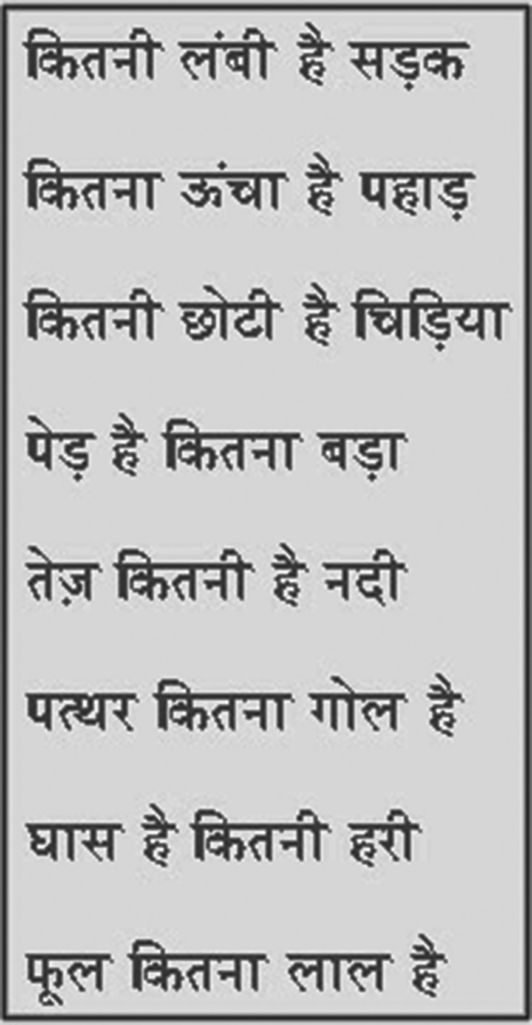 कितनी लंबी है सड़क
कितना ऊंचा है पहाड़
कितनी छोटी है चिड़िया
पेड़ है कितना बड़ा
तेज़ कितनी है नदी
पत्थर कितना गोल है
घास है कितनी हरी
फूल कितना लाल है